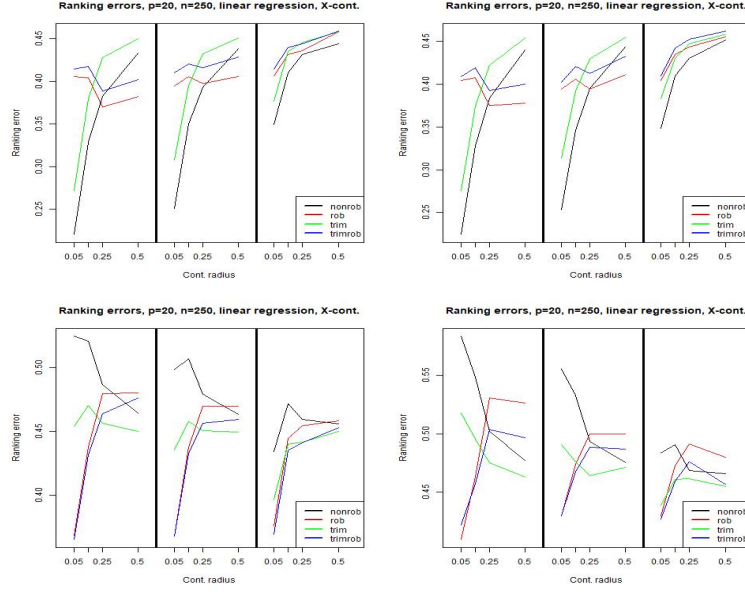 Ranking errors, p=20, n=250, linear regression, X-cont.
Ranking error
0.25 0.30 0.35 0.40 0.45
0.05 0.25 0.5 0.05 0.25 0.5 0.05 0.25 0.5
Cont. radius
nonrob
rob
trim
trimrob
Ranking errors, p=20, n=250, linear regression, X-cont.
Ranking error
0.25 0.30 0.35 0.40 0.45
0.05 0.25 0.5 0.05 0.25 0.5 0.05 0.25 0.5
Cont. radius
nonrob
rob
trim
trimrob
Ranking errors, p=20, n=250, linear regression, X-cont.
Ranking error
0.40 0.45 0.50
0.05 0.25 0.5 0.05 0.25 0.5 0.05 0.25 0.5
Cont. radius
nonrob
rob
trim
trimrob
Ranking errors, p=20, n=250, linear regression, X-cont.
Ranking error
0.45 0.50 0.55
0.05 0.25 0.5 0.05 0.25 0.5 0.05 0.25 0.5
Cont. radius
nonrob
rob
trim
trimrob